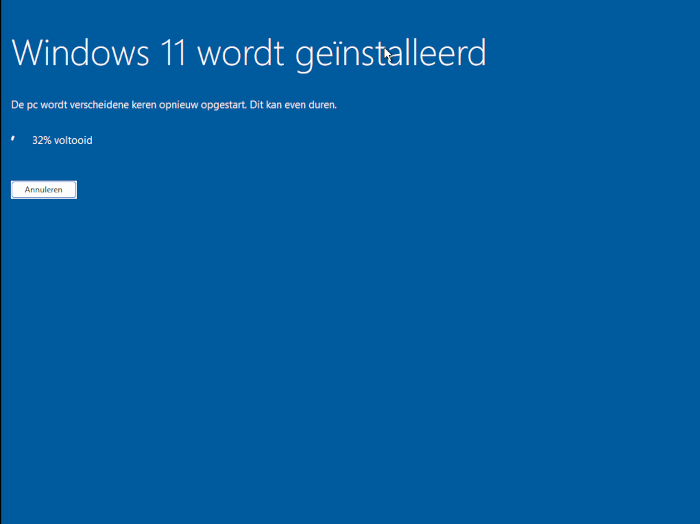 Windows 11 wordt geïnstalleerd
De pc wordt verscheidene keren opnieuw opgestart. Dit kan even duren.
32% voltooid
Annuleren